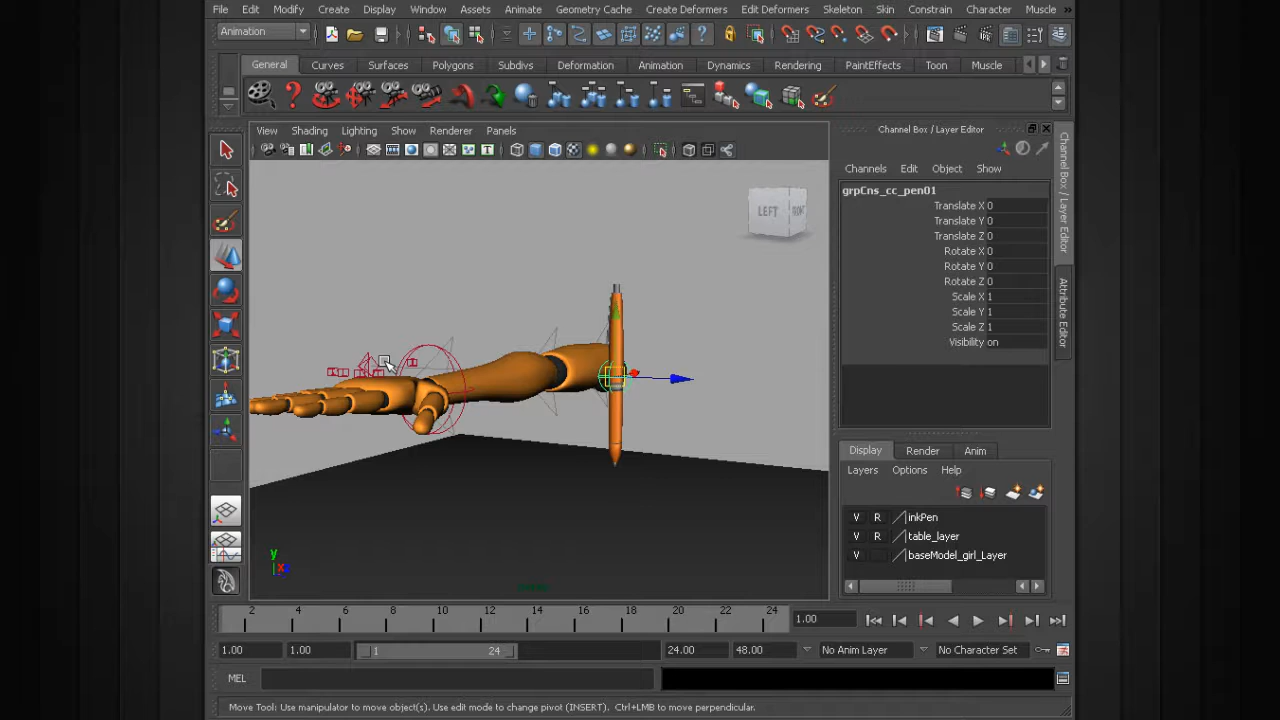 File Edit Modify Create Display Window Assets Animate Geometry Cache Create Deformers Edit Deformers Skeleton Skin Constrain Character Muscle »
Animation
General Curves Surfaces Polygons Subdivs Deformation Animation Dynamics Rendering PaintEffects Toon Muscle
View Shading Lighting Show Renderer Panels
Channel Box / Layer Editor
Channels Edit Object Show
grpCns_cc_pen01
Translate X 0
Translate Y 0
Translate Z 0
Rotate X 0
Rotate Y 0
Rotate Z 0
Scale X 1
Scale Y 1
Scale Z 1
Visibility on
Channel Box / Layer Editor
Attribute Editor
LEFT
y
Display Render Anim
Layers Options Help
V R inkPen
V R table_layer
V baseModel_girl_Layer
2 4 6 8 10 12 14 16 18 20 22 24 1.00
1.00 1.00 1 24 24.00 48.00 No Anim Layer No Character Set
MEL
Move Tool: Use manipulator to move object(s). Use edit mode to change pivot (INSERT). Ctrl+LMB to move perpendicular.